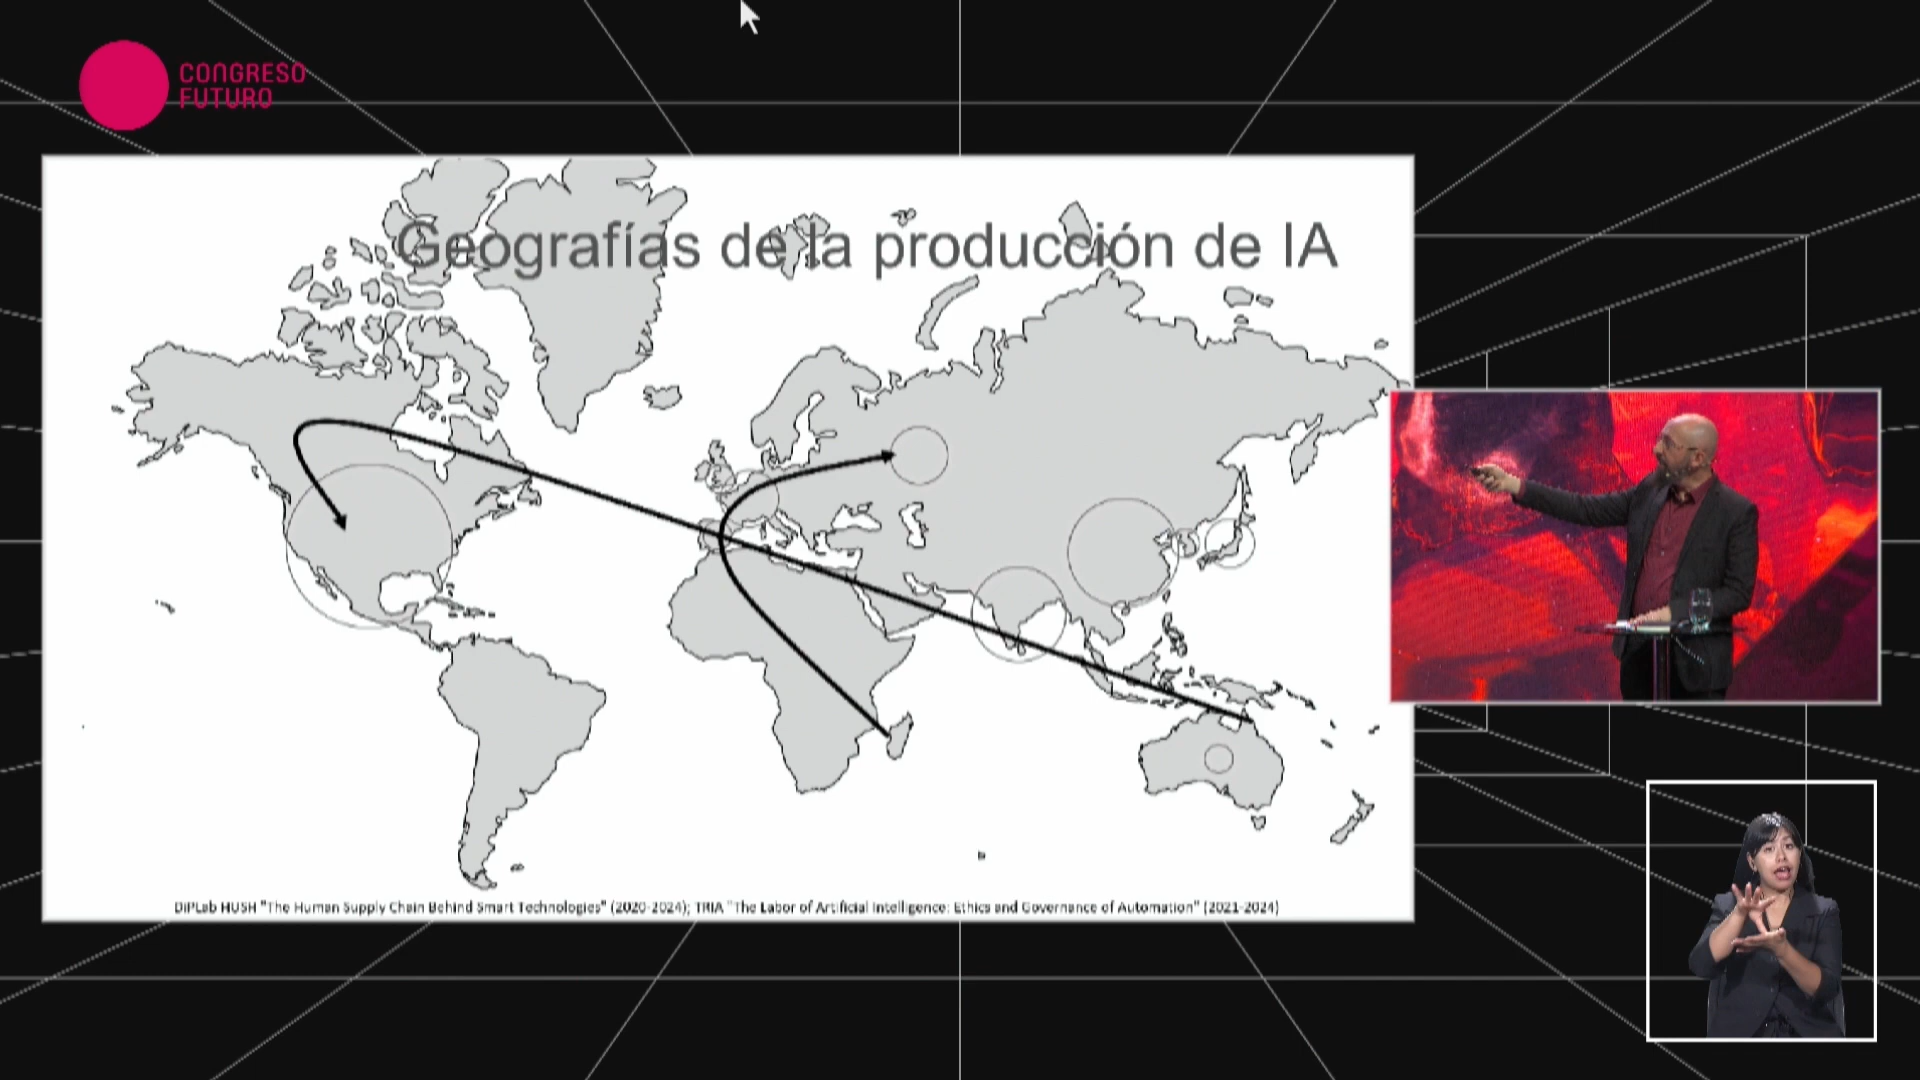 CONGRESO
FUTURO
Geografías de la producción de IA
DiPLab HUSH "The Human Supply Chain Behind Smart Technologies" (2020-2024); TRIA "The Labor of Artificial Intelligence: Ethics and Governance of Automation" (2021-2024)